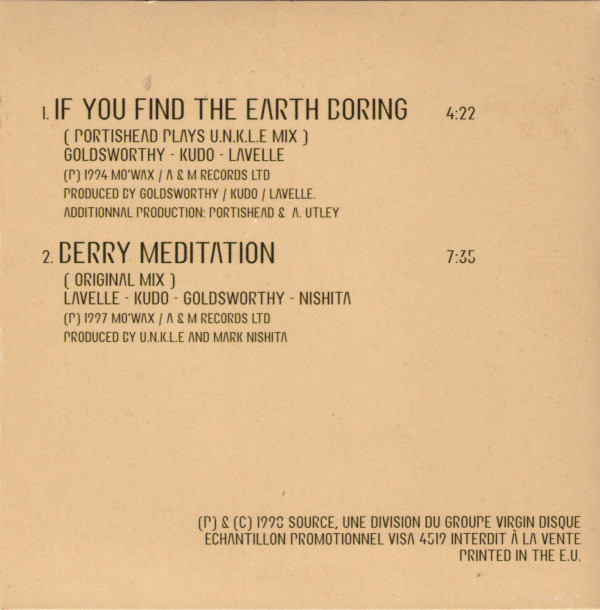 1. IF YOU FIND THE EARTH BORING 4:22
( PORTISHEAD PLAYS U.N.K.L.E MIX )
GOLDSWORTHY - KUDO - LAVELLE
(P) 1994 MO'WAX / A & M RECORDS LTD
PRODUCED BY GOLDSWORTHY / KUDO / LAVELLE.
ADDITIONNAL PRODUCTION: PORTISHEAD & A. UTLEY
2. BERRY MEDITATION 7:35
( ORIGINAL MIX )
LAVELLE - KUDO - GOLDSWORTHY - NISHITA
(P) 1997 MO'WAX / A & M RECORDS LTD
PRODUCED BY U.N.K.L.E AND MARK NISHITA
(P) & (C) 1998 SOURCE, UNE DIVISION DU GROUPE VIRGIN DISQUE
ECHANTILLON PROMOTIONNEL VISA 4519 INTERDIT À LA VENTE
PRINTED IN THE E.U.